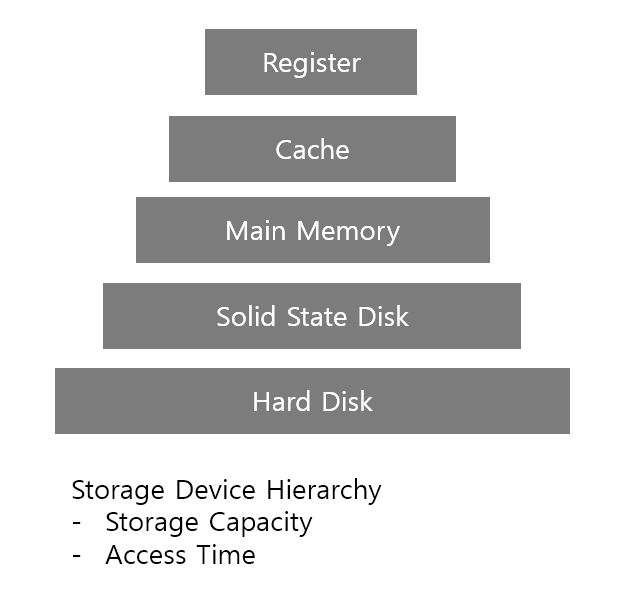 Register
Cache
Main Memory
Solid State Disk
Hard Disk
Storage Device Hierarchy
- Storage Capacity
- Access Time